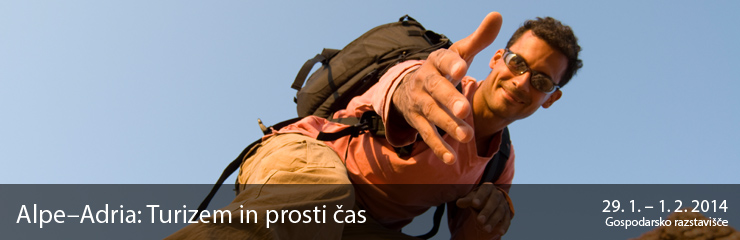 Alpe–Adria: Turizem in prosti čas
29. 1. – 1. 2. 2014
Gospodarsko razstavišče